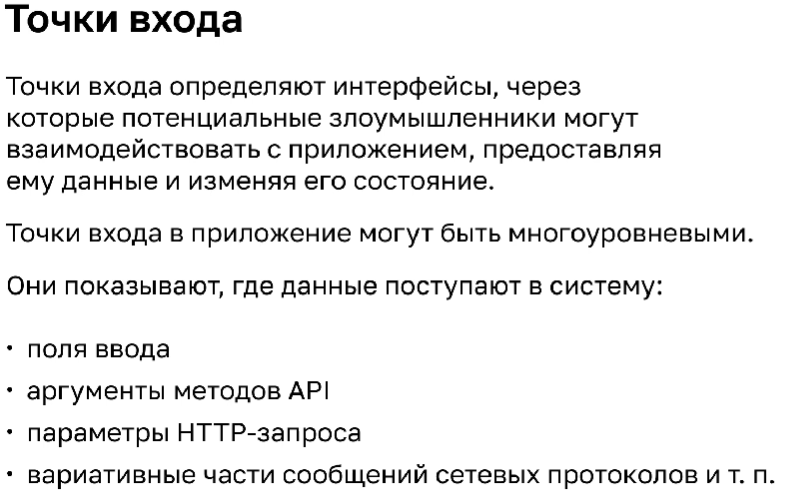 Точки входа
Точки входа определяют интерфейсы, через
которые потенциальные злоумышленники могут
взаимодействовать с приложением, предоставляя
ему данные и изменяя его состояние.
Точки входа в приложение могут быть многоуровневыми.
Они показывают, где данные поступают в систему:
• поля ввода
• аргументы методов API
• параметры HTTP-запроса
• вариативные части сообщений сетевых протоколов и т. п.